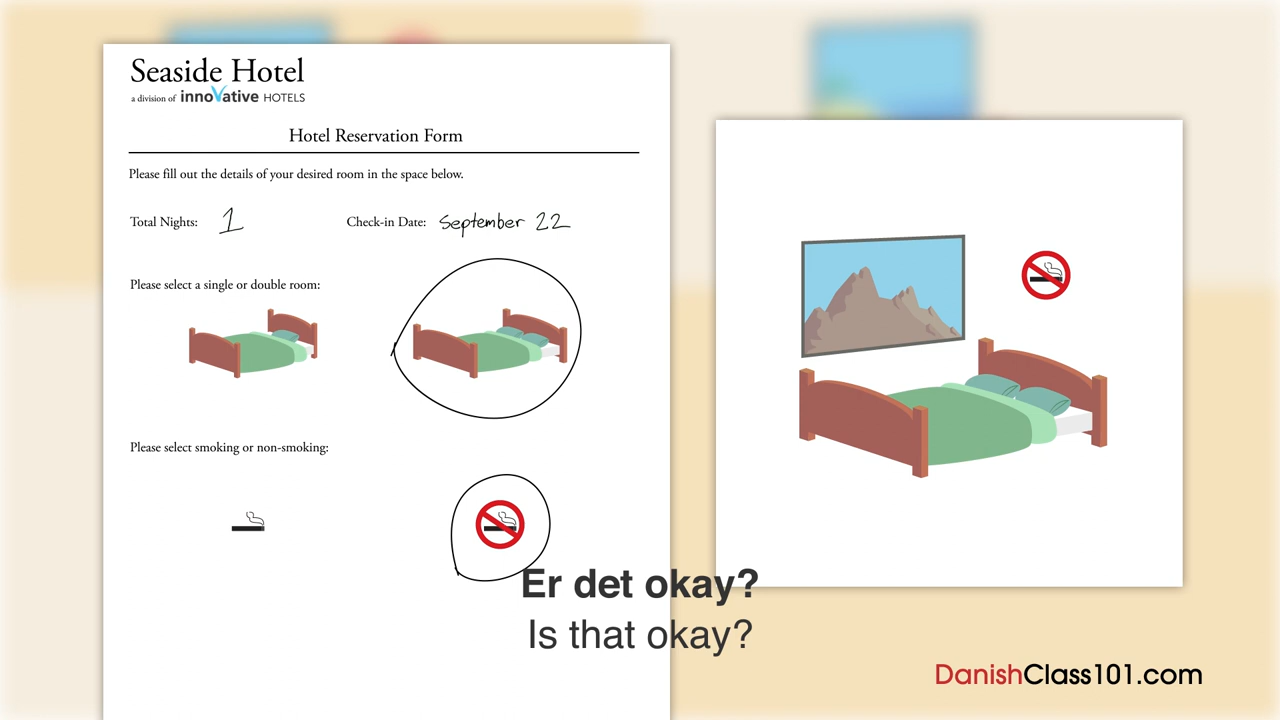 Seaside Hotel
a division of innovative HOTELS
Hotel Reservation Form
Please fill out the details of your desired room in the space below.
Total Nights: 1 Check-in Date: September 22
Please select a single or double room:
Please select smoking or non-smoking:
Er det okay?
Is that okay?
DanishClass101.com